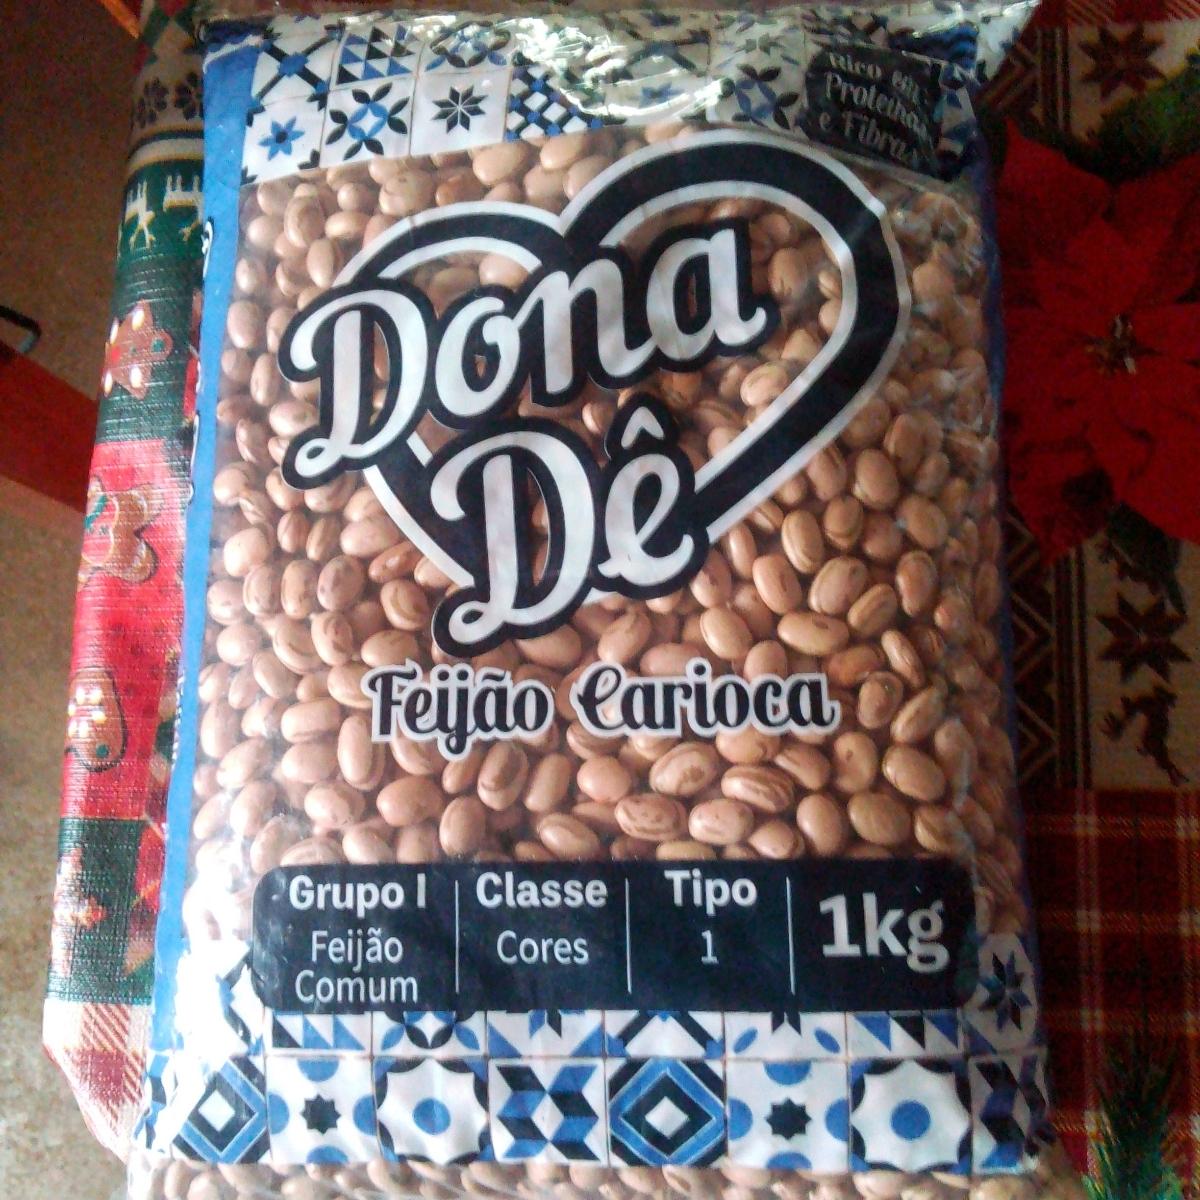 Rico em
Proteínas
e Fibras
Dona
Dê
Feijão Carioca
Grupo I
Feijão
Comum
Classe
Cores
Tipo
1
1kg